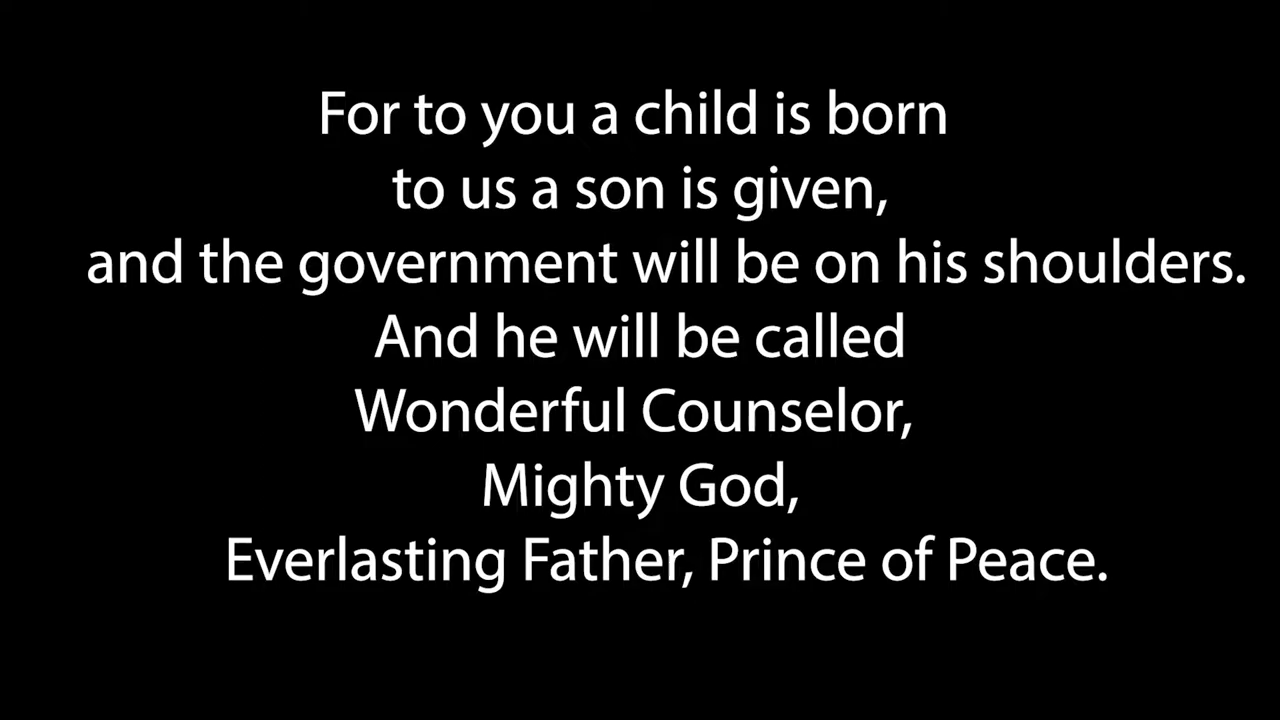 For to you a child is born
to us a son is given,
and the government will be on his shoulders.
And he will be called
Wonderful Counselor,
Mighty God,
Everlasting Father, Prince of Peace.